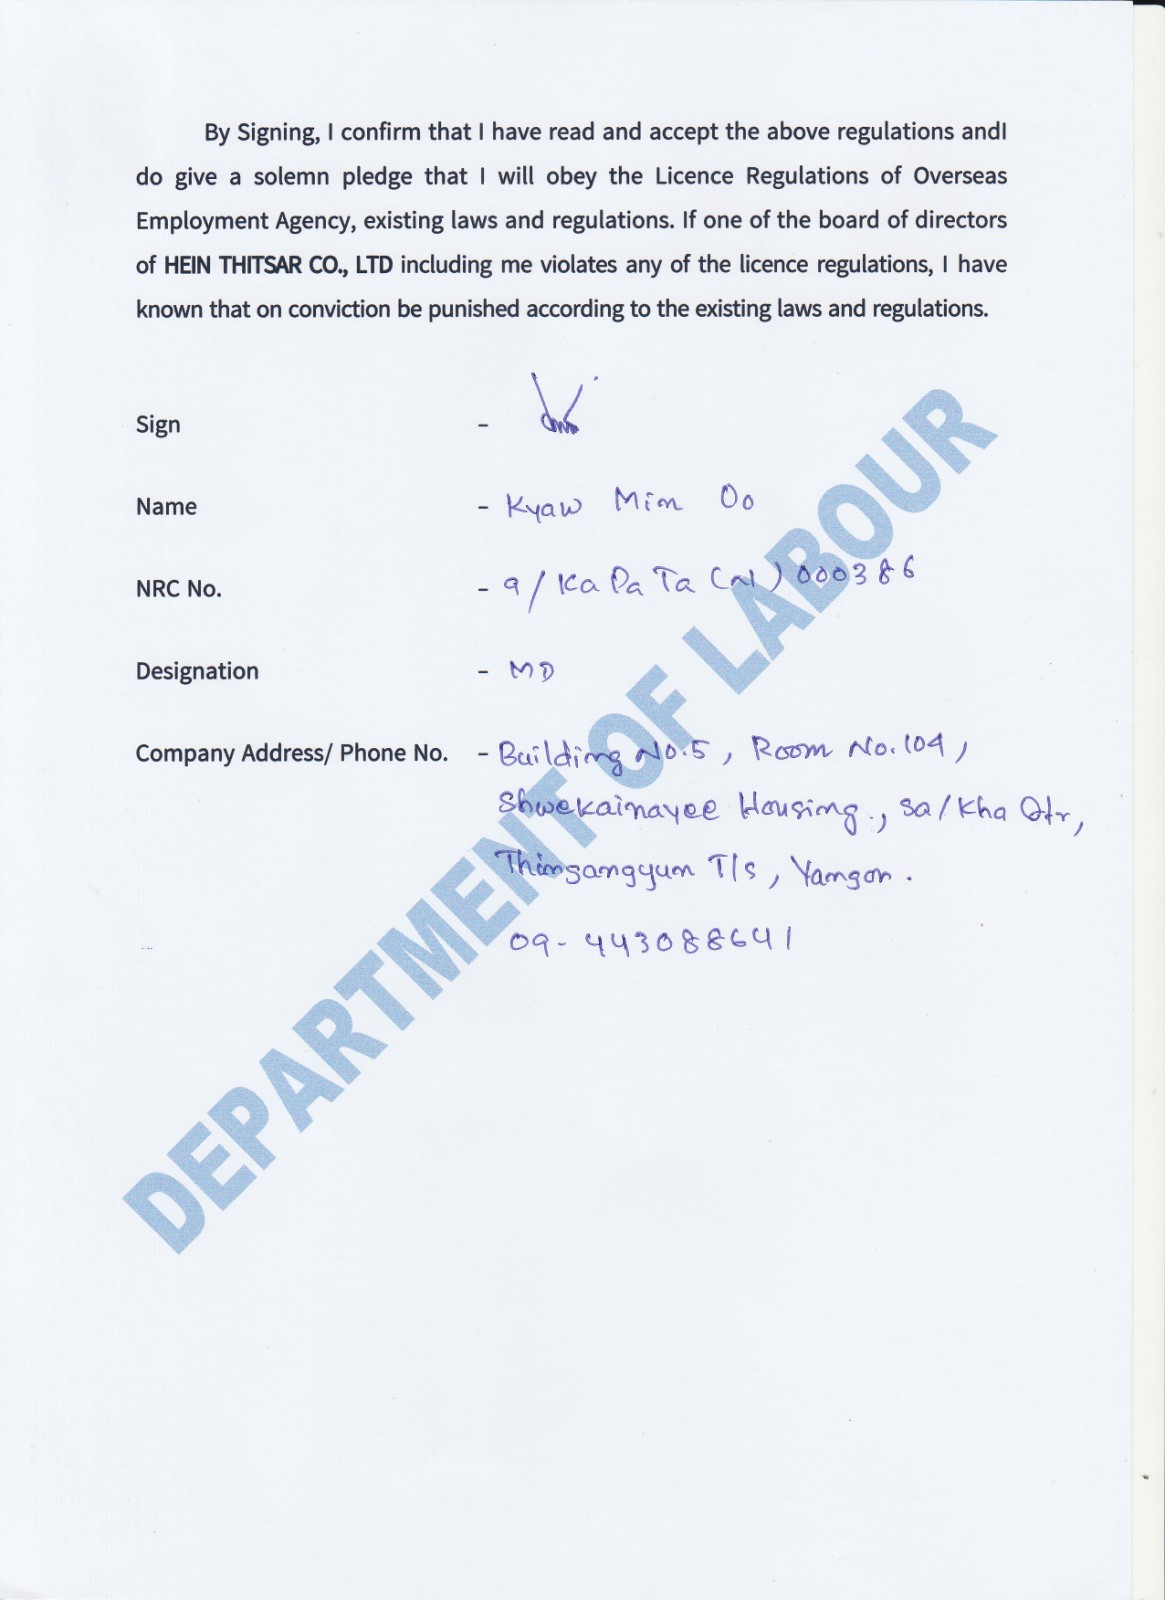 By Signing, I confirm that I have read and accept the above regulations andI
do give a solemn pledge that I will obey the Licence Regulations of Overseas
Employment Agency, existing laws and regulations. If one of the board of directors
of HEIN THITSAR CO., LTD including me violates any of the licence regulations, I have
known that on conviction be punished according to the existing laws and regulations.
Sign -
Name - Kyaw Min Oo
NRC No. - 9/KaPaTa(N)000386
Designation - MD
Company Address/ Phone No. - Building No.5, Room No.104,
Shwekainayee Housing., Sa/Kha Qtr,
Thingangyun T/s, Yangon.
09-443088641
DEPARTMENT OF LABOUR